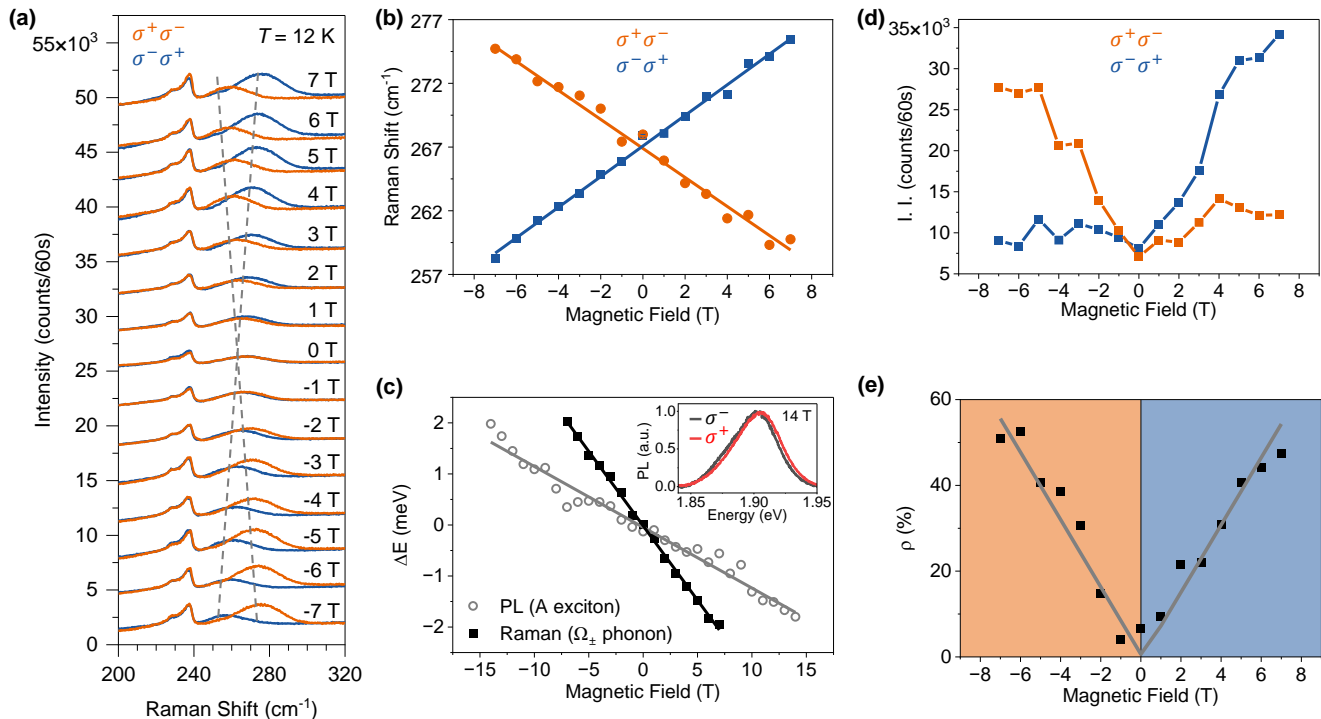 (a)
σ⁺σ⁻
σ⁻σ⁺
T = 12 K
7 T
6 T
5 T
4 T
3 T
2 T
1 T
0 T
-1 T
-2 T
-3 T
-4 T
-5 T
-6 T
-7 T
55×10³
50
45
40
35
30
25
20
15
10
5
0
Intensity (counts/60s)
200 240 280 320
Raman Shift (cm⁻¹)
(b)
σ⁺σ⁻
σ⁻σ⁺
277
272
267
262
257
Raman Shift (cm⁻¹)
−8 −6 −4 −2 0 2 4 6 8
Magnetic Field (T)
(c)
2
1
0
−1
−2
ΔE (meV)
σ⁻
σ⁺
14 T
1.0
0.5
0.0
PL (a.u.)
1.85 1.90 1.95
Energy (eV)
PL (A exciton)
Raman (Ω± phonon)
−15 −10 −5 0 5 10 15
Magnetic Field (T)
(d)
σ⁺σ⁻
σ⁻σ⁺
35×10³
30
25
20
15
10
5
I. I. (counts/60s)
−8 −6 −4 −2 0 2 4 6 8
Magnetic Field (T)
(e)
60
40
20
0
ρ (%)
−8 −6 −4 −2 0 2 4 6 8
Magnetic Field (T)